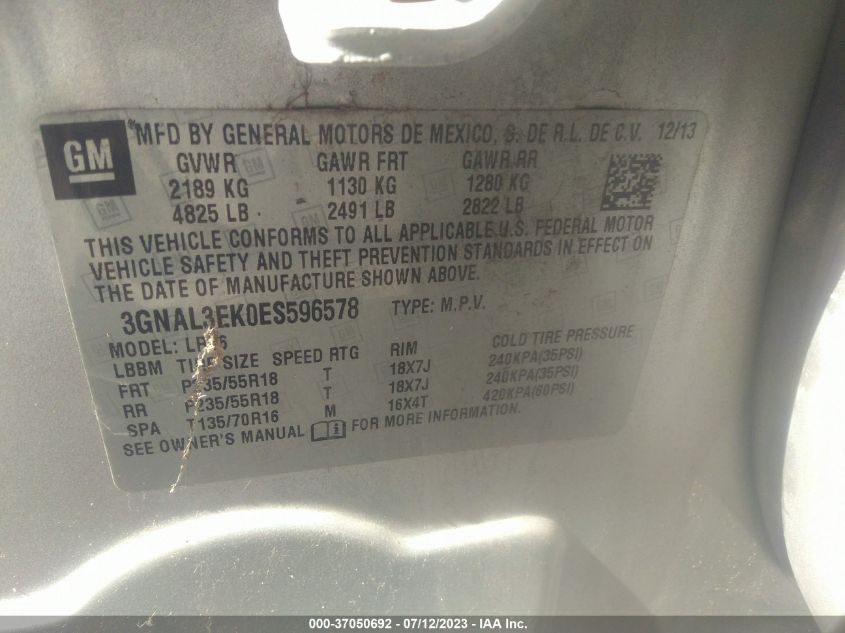 GM
MFD BY GENERAL MOTORS DE MEXICO, S. DE R.L. DE C.V. 12/13
GVWR GAWR FRT GAWR RR
2189 KG 1130 KG 1280 KG
4825 LB 2491 LB 2822 LB
THIS VEHICLE CONFORMS TO ALL APPLICABLE U.S. FEDERAL MOTOR
VEHICLE SAFETY AND THEFT PREVENTION STANDARDS IN EFFECT ON
THE DATE OF MANUFACTURE SHOWN ABOVE.
3GNAL3EK0ES596578 TYPE: M.P.V.
MODEL:
LBBM TIRE SIZE SPEED RTG RIM COLD TIRE PRESSURE
FRT P235/55R18 T 18X7J 240KPA(35PSI)
RR P235/55R18 T 18X7J 240KPA(35PSI)
SPA T135/70R16 M 16X4T 420KPA(60PSI)
SEE OWNER'S MANUAL FOR MORE INFORMATION.
000-37050692 - 07/12/2023 - IAA Inc.